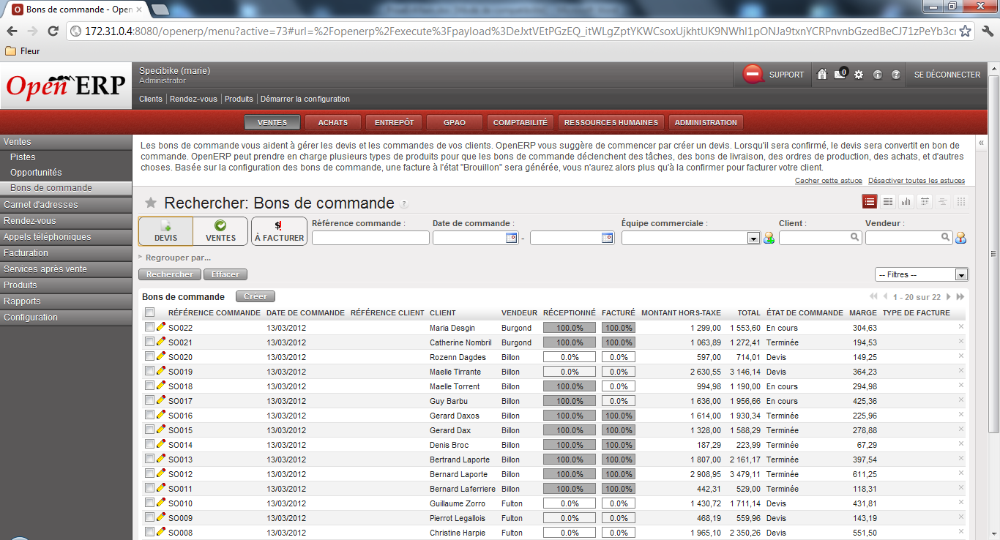 Bons de commande - Open
172.31.0.4:8080/openerp/menu?active=73#url=%2Fopenerp%2Fexecute%3Fpayload%3DeJxtVEtPGzEQ_itWLgZptYKWCsoxUjkhtUK9NWhl1pONJa9txnYCRPnvnbGzedBeCJ71zPeYb3cr
Fleur
Open ERP
Specibike (marie)
Administrator
SUPPORT
0
SE DÉCONNECTER
Clients | Rendez-vous | Produits | Démarrer la configuration
VENTES ACHATS ENTREPÔT GPAO COMPTABILITÉ RESSOURCES HUMAINES ADMINISTRATION
Ventes
Pistes
Opportunités
Bons de commande
Carnet d'adresses
Rendez-vous
Appels téléphoniques
Facturation
Services après vente
Produits
Rapports
Configuration
Les bons de commande vous aident à gérer les devis et les commandes de vos clients. OpenERP vous suggère de commencer par créer un devis. Lorsqu'il sera confirmé, le devis sera convertit en bon de
commande. OpenERP peut prendre en charge plusieurs types de produits pour que les bons de commande déclenchent des tâches, des bons de livraison, des ordres de production, des achats, et d'autres
choses. Basée sur la configuration des bons de commande, une facture à l'état "Brouillon" sera générée, vous n'aurez alors plus qu'à la confirmer pour facturer votre client.
Cacher cette astuce Désactiver toutes les astuces
«
Rechercher: Bons de commande ?
DEVIS VENTES À FACTURER
Référence commande : Date de commande : Équipe commerciale : Client : Vendeur :
-
Regrouper par...
Rechercher Effacer
-- Filtres --
Bons de commande Créer
1 - 20 sur 22
RÉFÉRENCE COMMANDE DATE DE COMMANDE RÉFÉRENCE CLIENT CLIENT VENDEUR RÉCEPTIONNÉ FACTURÉ MONTANT HORS-TAXE TOTAL ÉTAT DE COMMANDE MARGE TYPE DE FACTURE
SO022 13/03/2012 Maria Desgin Burgond 100.0% 100.0% 1 299,00 1 553,60 En cours 304,63
SO021 13/03/2012 Catherine Nombril Burgond 100.0% 100.0% 1 063,89 1 272,41 Terminée 194,53
SO020 13/03/2012 Rozenn Dagdes Billon 0.0% 0.0% 597,00 714,01 Devis 149,25
SO019 13/03/2012 Maelle Tirrante Billon 0.0% 0.0% 2 630,55 3 146,14 Devis 364,23
SO018 13/03/2012 Maelle Torrent Billon 100.0% 0.0% 994,98 1 190,00 En cours 294,98
SO017 13/03/2012 Guy Barbu Billon 100.0% 0.0% 1 636,00 1 956,66 En cours 425,36
SO016 13/03/2012 Gerard Daxos Billon 100.0% 100.0% 1 614,00 1 930,34 Terminée 225,96
SO015 13/03/2012 Gerard Dax Billon 100.0% 100.0% 1 328,00 1 588,29 Terminée 278,88
SO014 13/03/2012 Denis Broc Billon 100.0% 100.0% 187,29 223,99 Terminée 67,29
SO013 13/03/2012 Bertrand Laporte Billon 100.0% 100.0% 1 807,00 2 161,17 Terminée 397,54
SO012 13/03/2012 Bernard Laporte Billon 100.0% 100.0% 2 908,95 3 479,11 Terminée 611,25
SO011 13/03/2012 Bernard Laferriere Billon 100.0% 100.0% 442,31 529,00 Terminée 118,31
SO010 13/03/2012 Guillaume Zorro Fulton 0.0% 0.0% 1 430,72 1 711,14 Devis 431,81
SO009 13/03/2012 Pierrot Legallois Fulton 0.0% 0.0% 468,19 559,96 Devis 143,19
SO008 13/03/2012 Christine Harpie Fulton 0.0% 0.0% 1 965,10 2 350,26 Devis 551,50